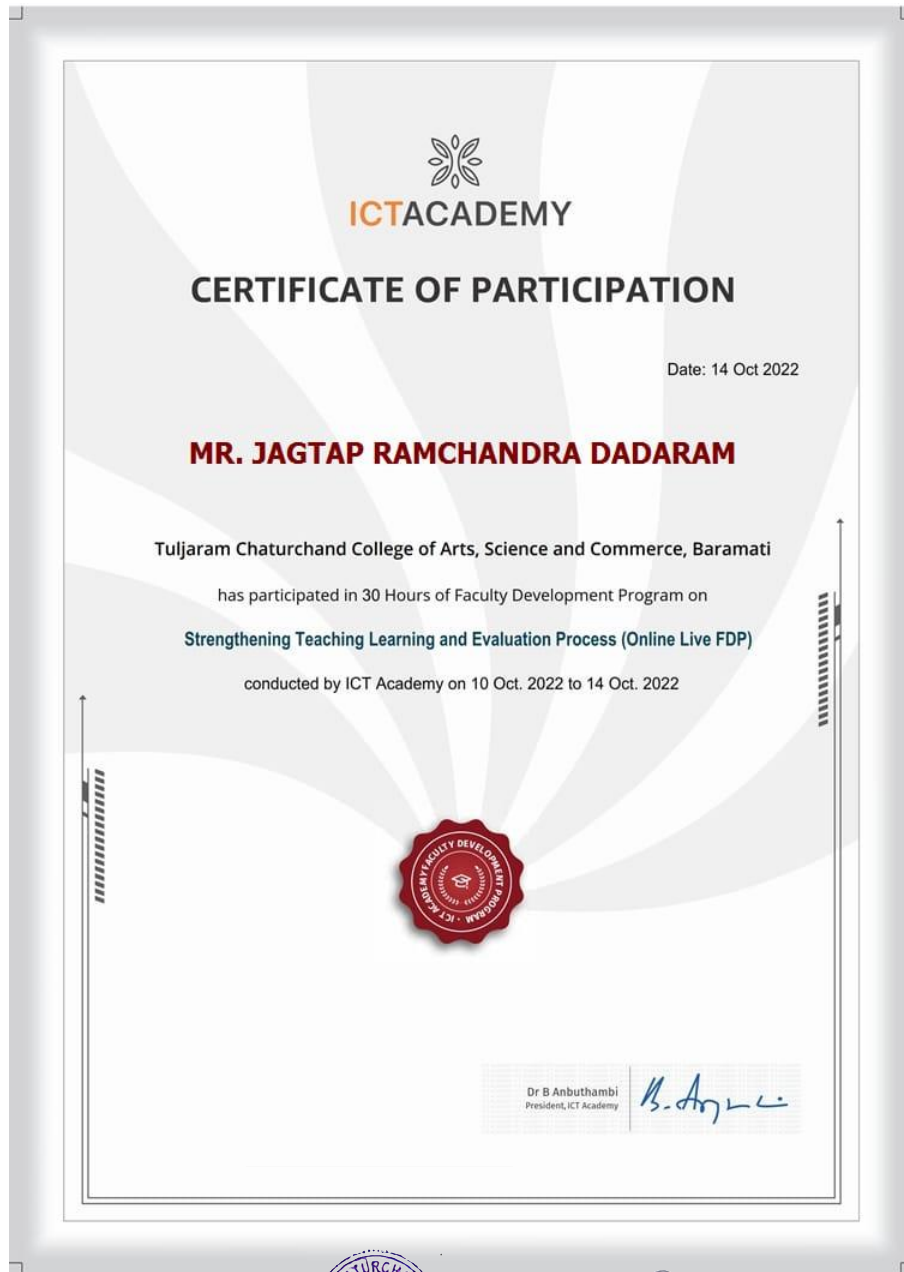 ICTACADEMY
CERTIFICATE OF PARTICIPATION
Date: 14 Oct 2022
MR. JAGTAP RAMCHANDRA DADARAM
Tuljaram Chaturchand College of Arts, Science and Commerce, Baramati
has participated in 30 Hours of Faculty Development Program on
Strengthening Teaching Learning and Evaluation Process (Online Live FDP)
conducted by ICT Academy on 10 Oct. 2022 to 14 Oct. 2022
ICT ACADEMY FACULTY DEVELOPMENT PROGRAM
Dr B Anbuthambi
President, ICT Academy